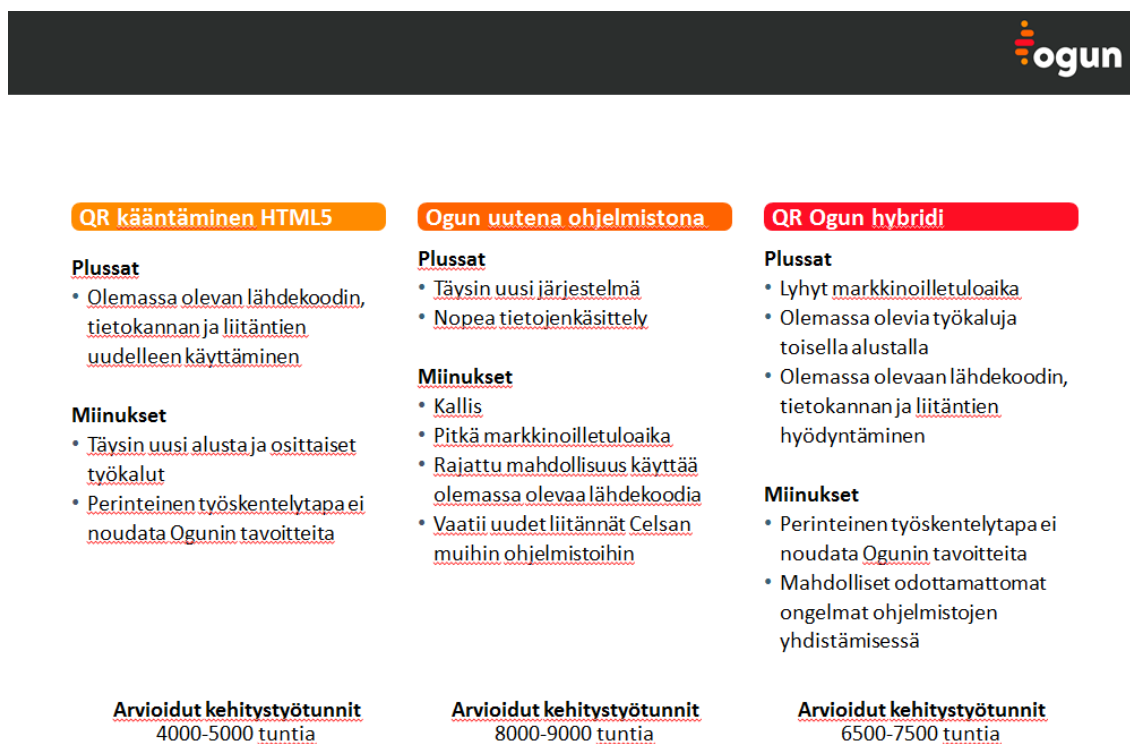 ogun
QR kääntäminen HTML5
Plussat
• Olemassa olevan lähdekoodin,
tietokannan ja liitäntien
uudelleen käyttäminen
Miinukset
• Täysin uusi alusta ja osittaiset
työkalut
• Perinteinen työskentelytapa ei
noudata Ogunin tavoitteita
Arvioidut kehitystyötunnit
4000-5000 tuntia
Ogun uutena ohjelmistona
Plussat
• Täysin uusi järjestelmä
• Nopea tietojenkäsittely
Miinukset
• Kallis
• Pitkä markkinoilletuloaika
• Rajattu mahdollisuus käyttää
olemassa olevaa lähdekoodia
• Vaatii uudet liitännät Celsan
muihin ohjelmistoihin
Arvioidut kehitystyötunnit
8000-9000 tuntia
QR Ogun hybridi
Plussat
• Lyhyt markkinoilletuloaika
• Olemassa olevia työkaluja
toisella alustalla
• Olemassa olevaan lähdekoodin,
tietokannan ja liitäntien
hyödyntäminen
Miinukset
• Perinteinen työskentelytapa ei
noudata Ogunin tavoitteita
• Mahdolliset odottamattomat
ongelmat ohjelmistojen
yhdistämisessä
Arvioidut kehitystyötunnit
6500-7500 tuntia